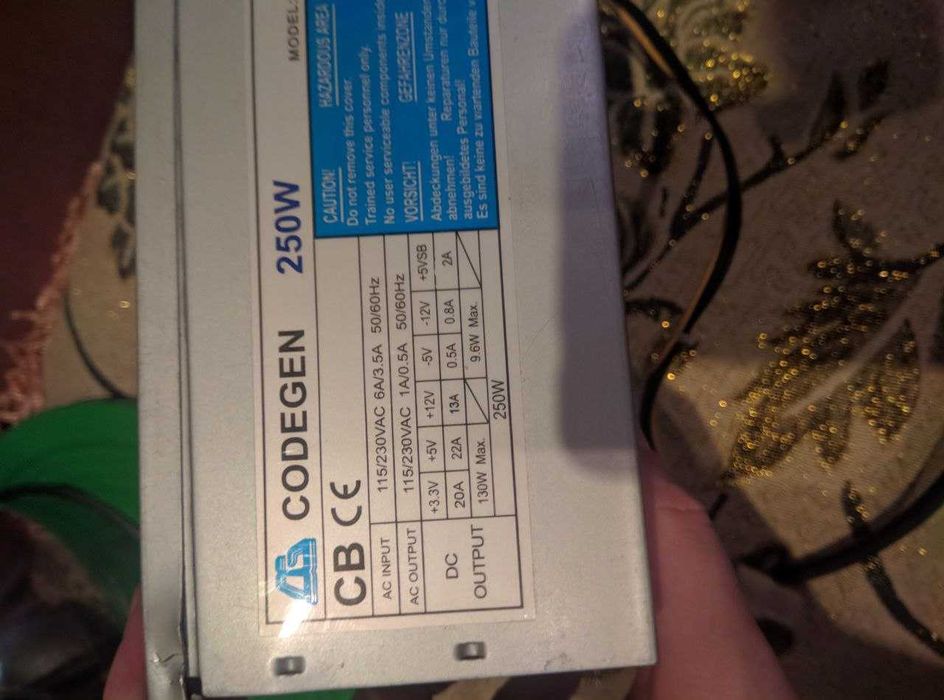 CODEGEN 250W
MODEL:
CB CE
AC INPUT 115/230VAC 6A/3.5A 50/60Hz
AC OUTPUT 115/230VAC 1A/0.5A 50/60Hz
DC OUTPUT
+3.3V +5V +12V -5V -12V +5VSB
20A 22A 13A 0.5A 0.8A 2A
130W Max. 9.6W Max.
250W
CAUTION! HAZARDOUS AREA
Do not remove this cover.
Trained service personnel only.
No user serviceable components inside
VORSICHT! GEFAHRENZONE
Abdeckungen unter keinen Umständen
abnehmen! Reparaturen nur durch
ausgebildetes Personal!
Es sind keine zu wartenden Bauteile